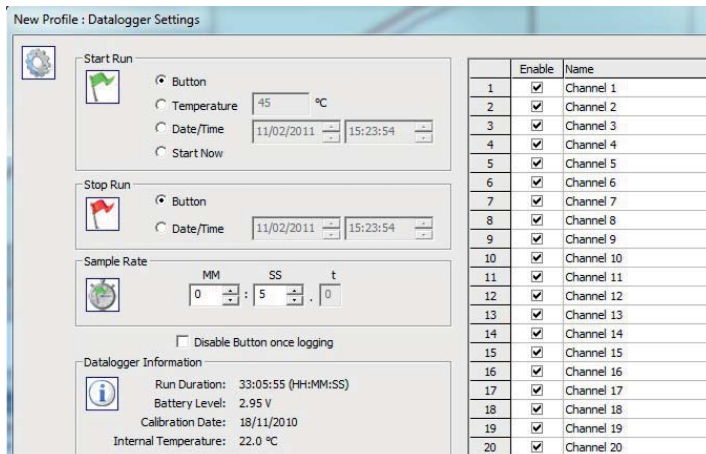 New Profile : Datalogger Settings
Start Run
Button
Temperature 45 ºC
Date/Time 11/02/2011 15:23:54
Start Now
Stop Run
Button
Date/Time 11/02/2011 15:23:54
Sample Rate
MM SS t
0 : 5 . 0
Disable Button once logging
Datalogger Information
Run Duration: 33:05:55 (HH:MM:SS)
Battery Level: 2.95 V
Calibration Date: 18/11/2010
Internal Temperature: 22.0 ºC
Enable Name
1 Channel 1
2 Channel 2
3 Channel 3
4 Channel 4
5 Channel 5
6 Channel 6
7 Channel 7
8 Channel 8
9 Channel 9
10 Channel 10
11 Channel 11
12 Channel 12
13 Channel 13
14 Channel 14
15 Channel 15
16 Channel 16
17 Channel 17
18 Channel 18
19 Channel 19
20 Channel 20